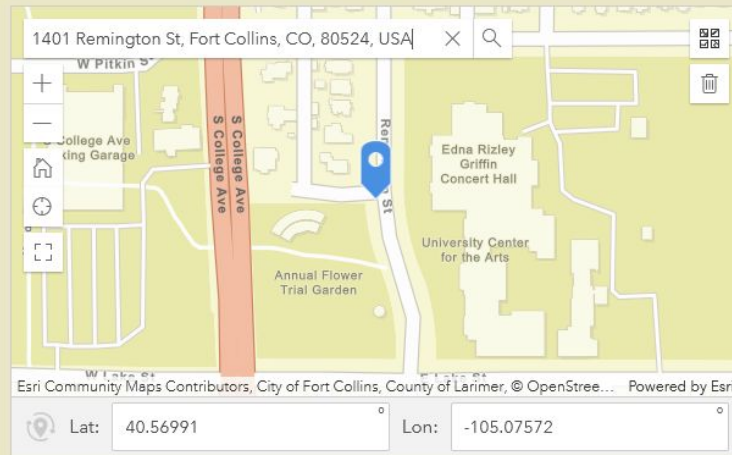 1401 Remington St, Fort Collins, CO, 80524, USA
W Pitkin St
S College Ave
Parking Garage
S College Ave
S College Ave
Edna Rizley
Griffin
Concert Hall
St
University Center
for the Arts
Annual Flower
Trial Garden
W Lake St
E Lake St
Esri Community Maps Contributors, City of Fort Collins, County of Larimer, © OpenStree... Powered by Esri
Lat: 40.56991 ° Lon: -105.07572 °